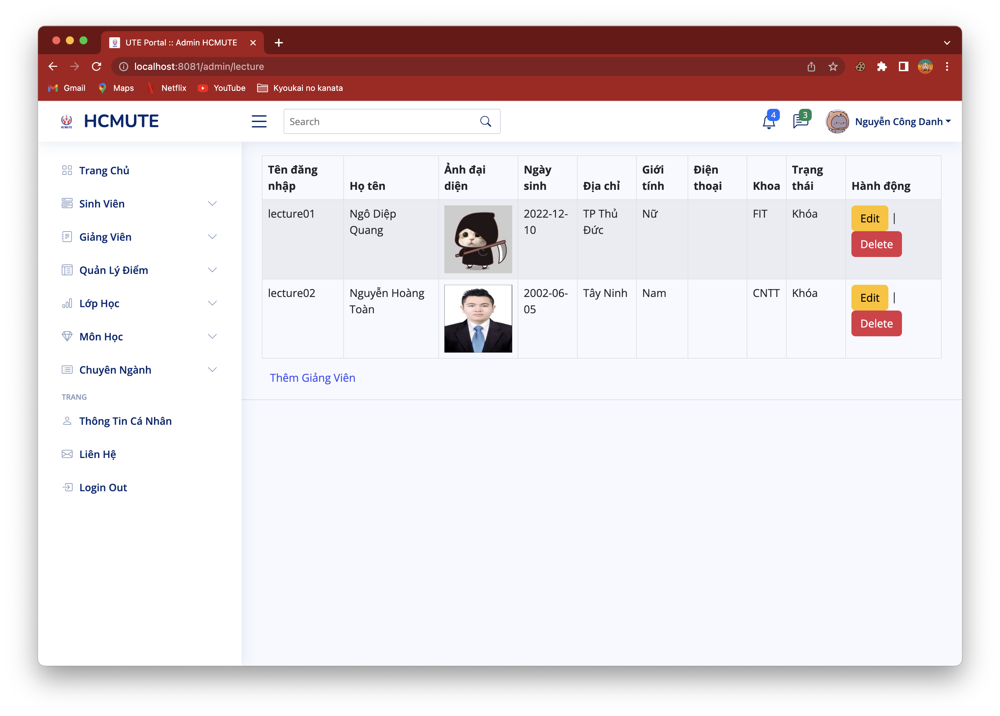 UTE Portal :: Admin HCMUTE
localhost:8081/admin/lecture
Gmail Maps Netflix YouTube Kyoukai no kanata
HCMUTE HCMUTE
Search
4 3 Nguyễn Công Danh
Trang Chủ
Sinh Viên
Giảng Viên
Quản Lý Điểm
Lớp Học
Môn Học
Chuyên Ngành
TRANG
Thông Tin Cá Nhân
Liên Hệ
Login Out
Tên đăng
nhập
Họ tên
Ảnh đại
diện
Ngày
sinh
Địa chỉ
Giới
tính
Điện
thoại
Khoa
Trạng
thái
Hành động
lecture01
Ngô Diệp
Quang
2022-12-
10
TP Thủ
Đức
Nữ
FIT
Khóa
Edit |
Delete
lecture02
Nguyễn Hoàng
Toàn
2002-06-
05
Tây Ninh
Nam
CNTT
Khóa
Edit |
Delete
Thêm Giảng Viên